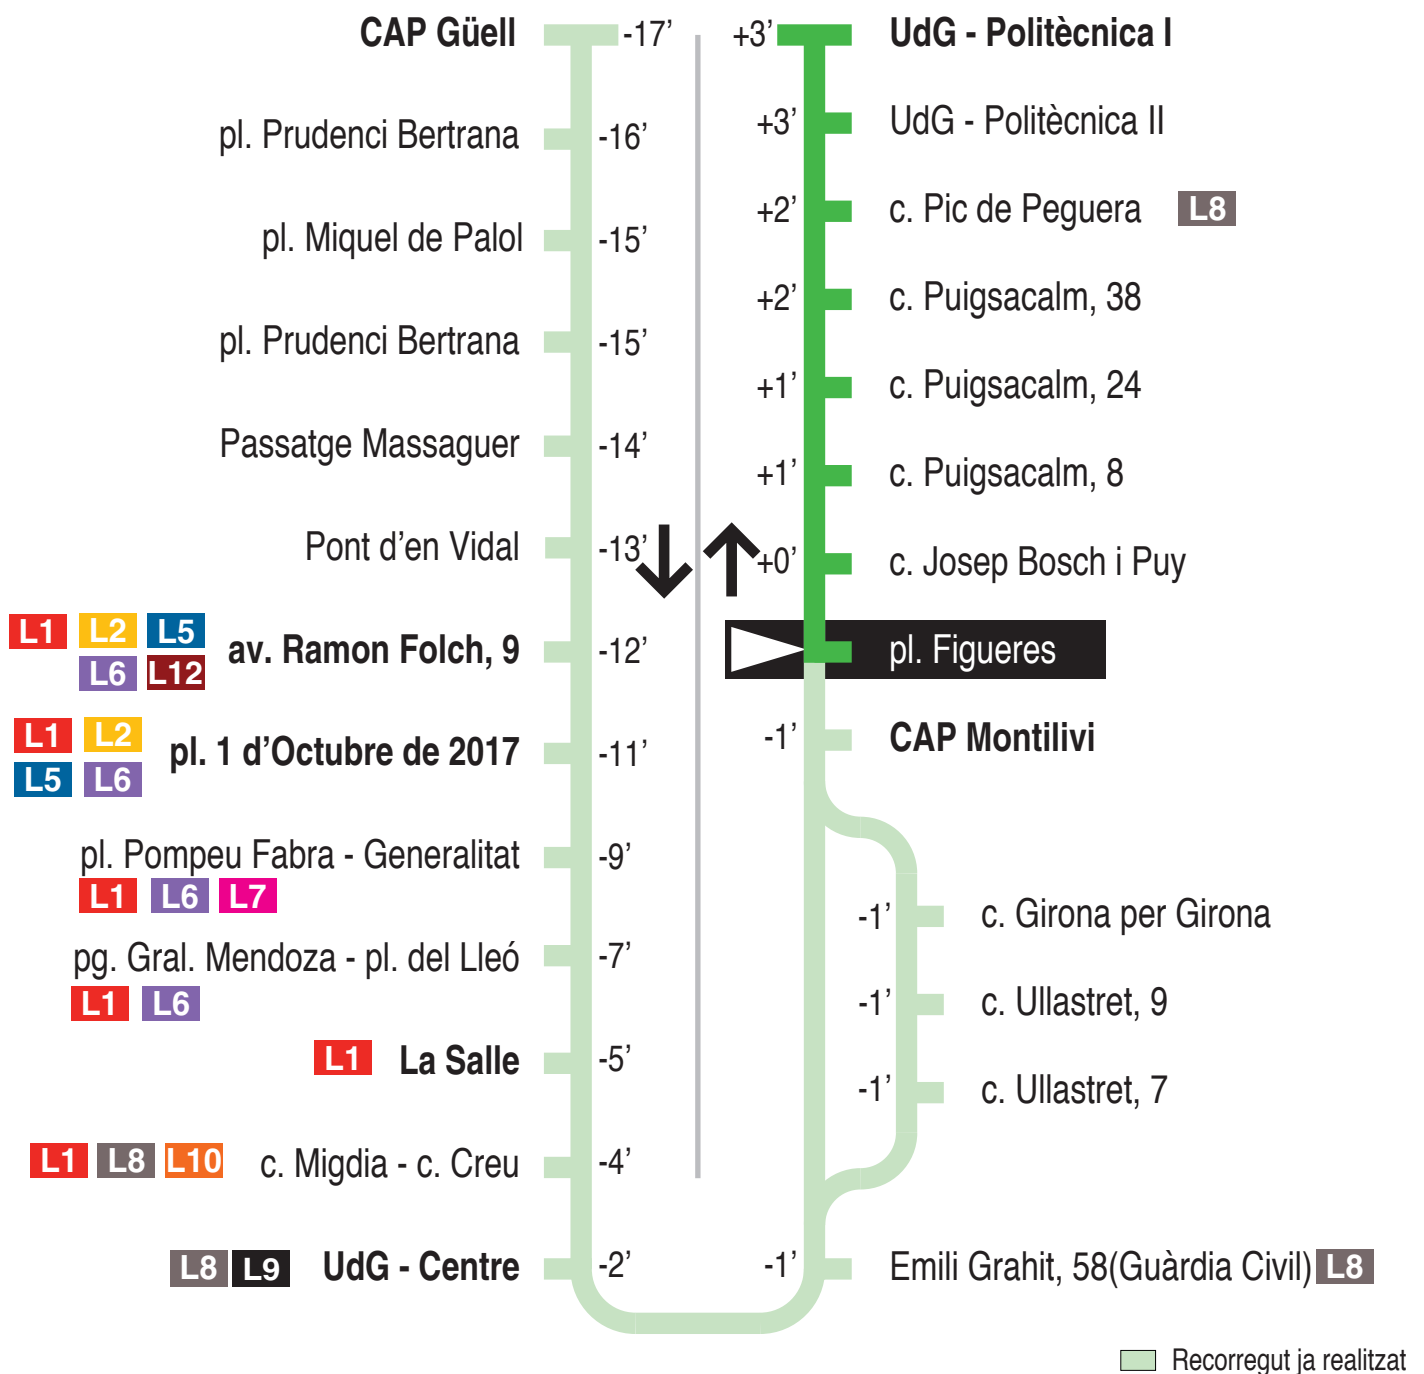 CAP Güell -17’
pl. Prudenci Bertrana -16’
pl. Miquel de Palol -15’
pl. Prudenci Bertrana -15’
Passatge Massaguer -14’
Pont d’en Vidal -13’
L1 L2 L5
L6 L12
av. Ramon Folch, 9 -12’
L1 L2
L5 L6
pl. 1 d’Octubre de 2017 -11’
pl. Pompeu Fabra - Generalitat -9’
L1 L6 L7
pg. Gral. Mendoza - pl. del Lleó -7’
L1 L6
L1 La Salle -5’
L1 L8 L10 c. Migdia - c. Creu -4’
L8 L9 UdG - Centre -2’
+3’ UdG - Politècnica I
+3’ UdG - Politècnica II
+2’ c. Pic de Peguera L8
+2’ c. Puigsacalm, 38
+1’ c. Puigsacalm, 24
+1’ c. Puigsacalm, 8
+0’ c. Josep Bosch i Puy
pl. Figueres
-1’ CAP Montilivi
-1’ c. Girona per Girona
-1’ c. Ullastret, 9
-1’ c. Ullastret, 7
-1’ Emili Grahit, 58(Guàrdia Civil) L8
Recorregut ja realitzat